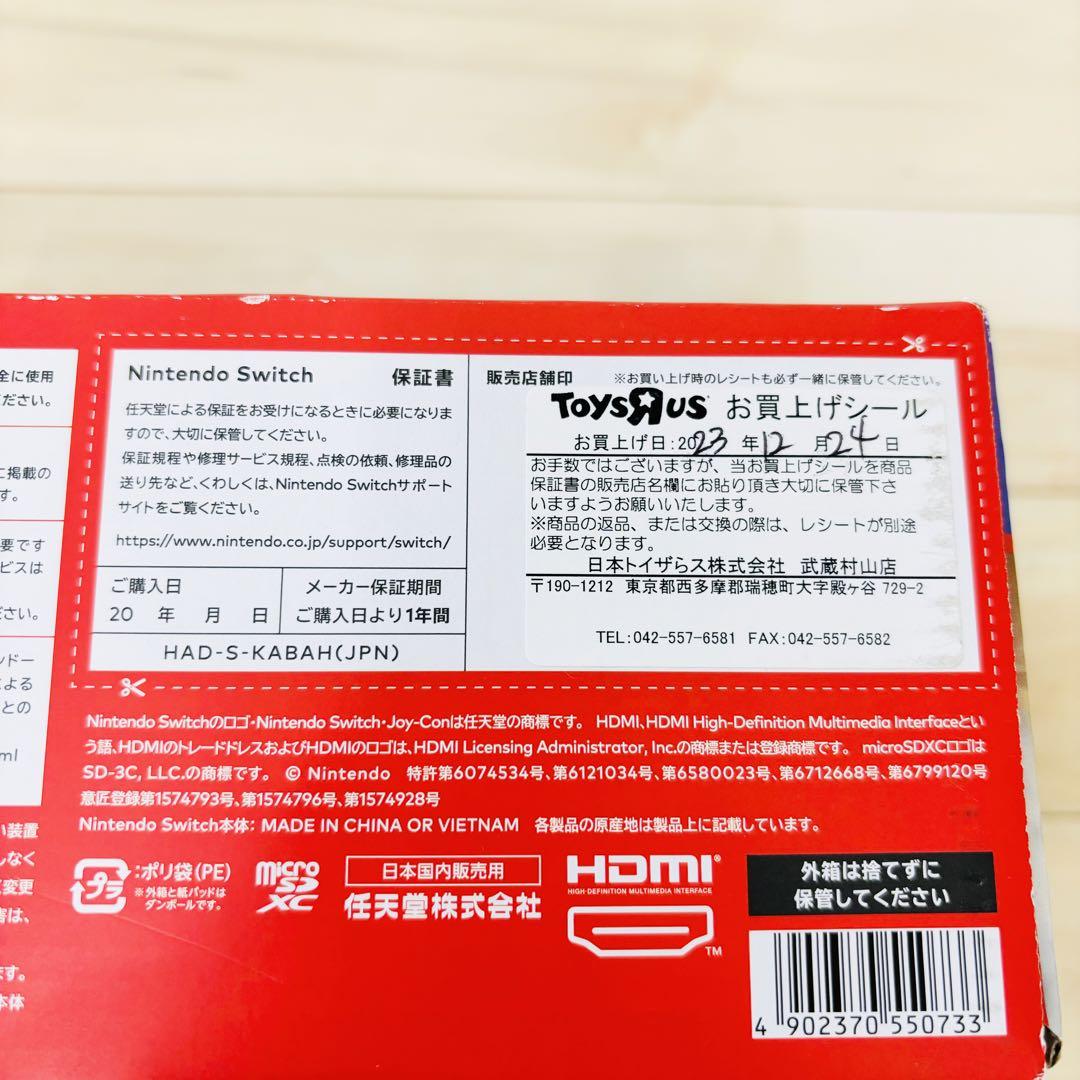 全に使用
ださい。
に掲載の
す。
要です
ビスは
ださい。
ンドー
による
との
ml
い装置
しなく
く変更
害は、
ます。
本体
Nintendo Switch 保証書
任天堂による保証をお受けになるときに必要になりま
すので、大切に保管してください。
保証規程や修理サービス規程、点検の依頼、修理品の
送り先など、くわしくは、Nintendo Switchサポート
サイトをご覧ください。
https://www.nintendo.co.jp/support/switch/
ご購入日
20 年 月 日
メーカー保証期間
ご購入日より1年間
HAD-S-KABAH(JPN)
販売店舗印 ※お買い上げ時のレシートも必ず一緒に保管してください。
TOYSRUS お買上げシール
お買上げ日:2023 年 12 月 24 日
お手数ではございますが、当お買上げシールを商品
保証書の販売店名欄にお貼り頂き大切に保管下さ
いますようお願いいたします。
※商品の返品、または交換の際は、レシートが別途
必要となります。
日本トイザらス株式会社 武蔵村山店
〒190-1212 東京都西多摩郡瑞穂町大字殿ヶ谷 729-2
TEL:042-557-6581 FAX:042-557-6582
Nintendo Switchのロゴ・Nintendo Switch・Joy-Conは任天堂の商標です。 HDMI、HDMI High-Definition Multimedia Interfaceとい
う語、HDMIのトレードドレスおよびHDMIのロゴは、HDMI Licensing Administrator, Inc.の商標または登録商標です。 microSDXCロゴは
SD-3C, LLC.の商標です。 © Nintendo 特許第6074534号、第6121034号、第6580023号、第6712668号、第6799120号
意匠登録第1574793号、第1574796号、第1574928号
Nintendo Switch本体: MADE IN CHINA OR VIETNAM 各製品の原産地は製品上に記載しています。
プラ
:ポリ袋(PE)
※外箱と紙パッドは
ダンボールです。
micro
SD
XC
日本国内販売用
任天堂株式会社
HDMI®
HIGH-DEFINITION MULTIMEDIA INTERFACE
TM
外箱は捨てずに
保管してください
4 902370 550733